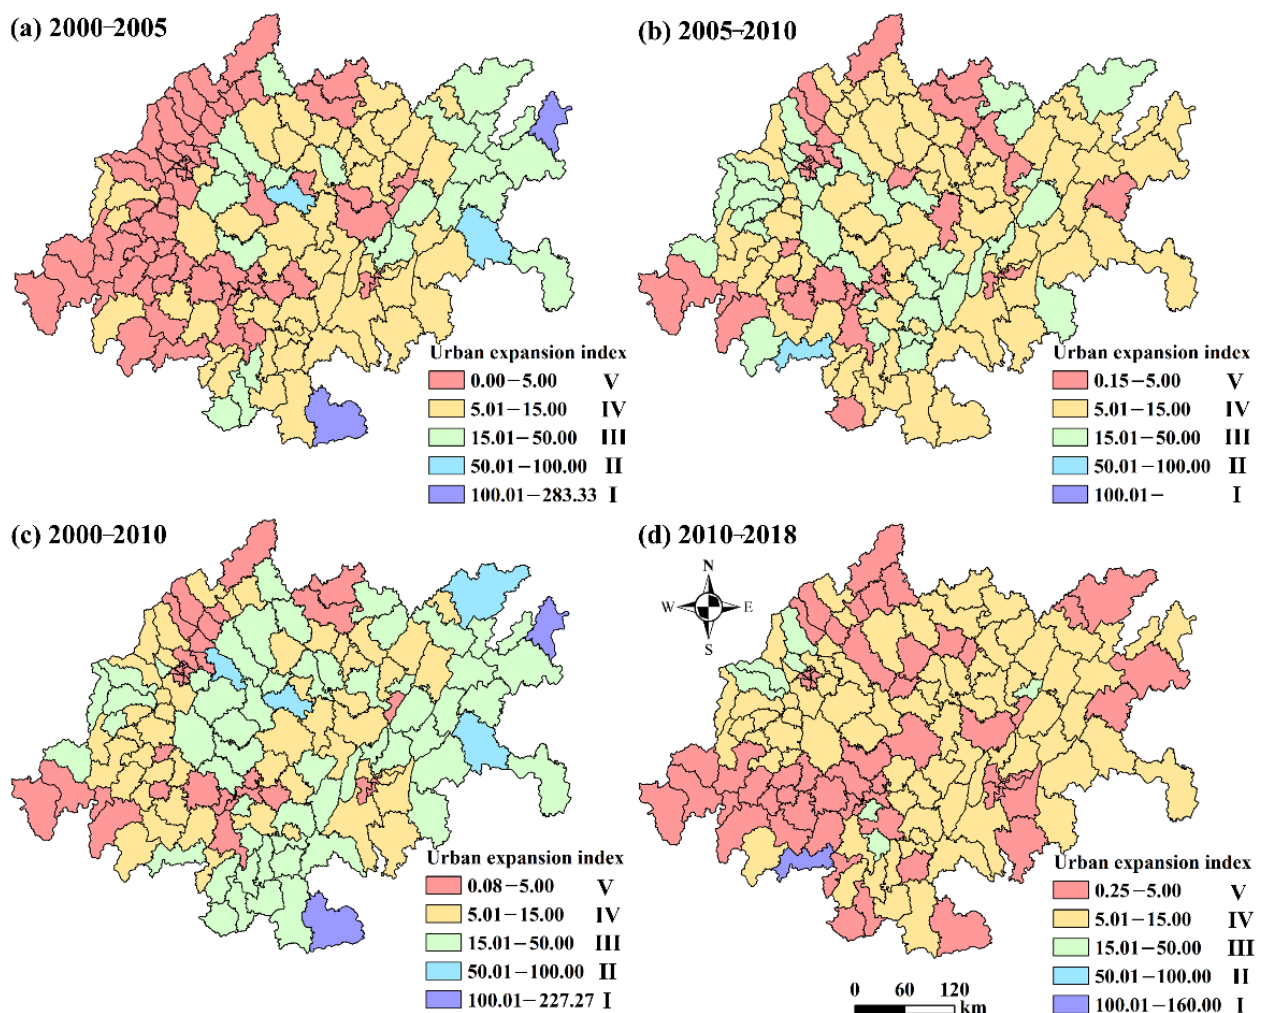 (a) 2000–2005
Urban expansion index
0.00–5.00 V
5.01–15.00 IV
15.01–50.00 III
50.01–100.00 II
100.01–283.33 I
(b) 2005–2010
Urban expansion index
0.15–5.00 V
5.01–15.00 IV
15.01–50.00 III
50.01–100.00 II
100.01– I
(c) 2000–2010
Urban expansion index
0.08–5.00 V
5.01–15.00 IV
15.01–50.00 III
50.01–100.00 II
100.01–227.27 I
(d) 2010–2018
N
W E
S
Urban expansion index
0.25–5.00 V
5.01–15.00 IV
15.01–50.00 III
50.01–100.00 II
100.01–160.00 I
0 60 120
km